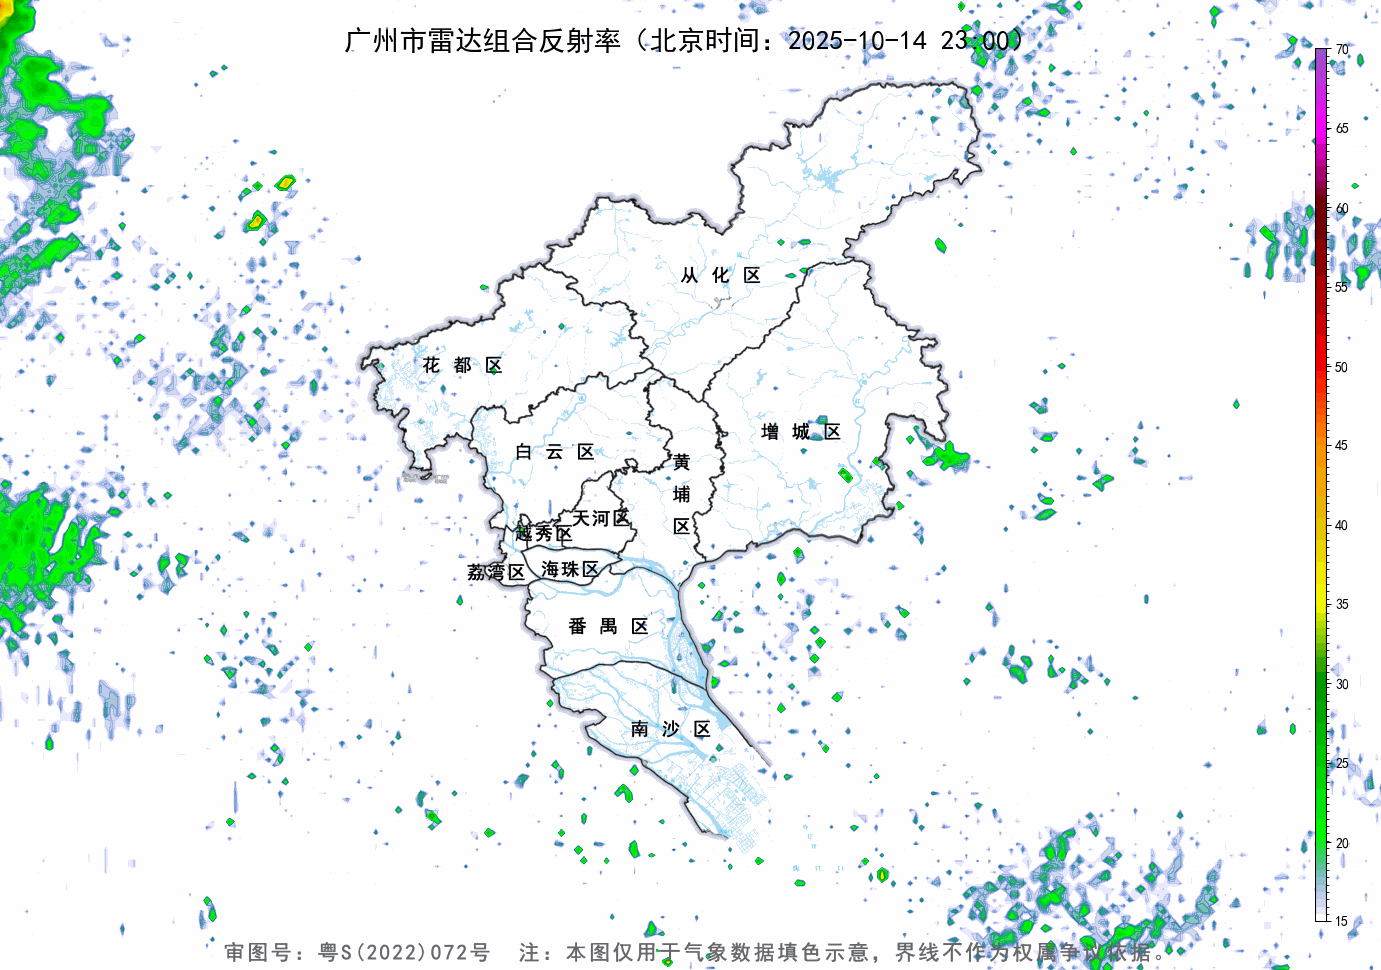 广州市雷达组合反射率（北京时间：2025-10-14 23:00）
70
65
60
55
50
45
40
35
30
25
20
15
从化区
花都区
增城区
白云区
黄埔区
天河区
越秀区
荔湾区
海珠区
番禺区
南沙区
审图号：粤S(2022)072号 注：本图仅用于气象数据填色示意，界线不作为权属争议依据。